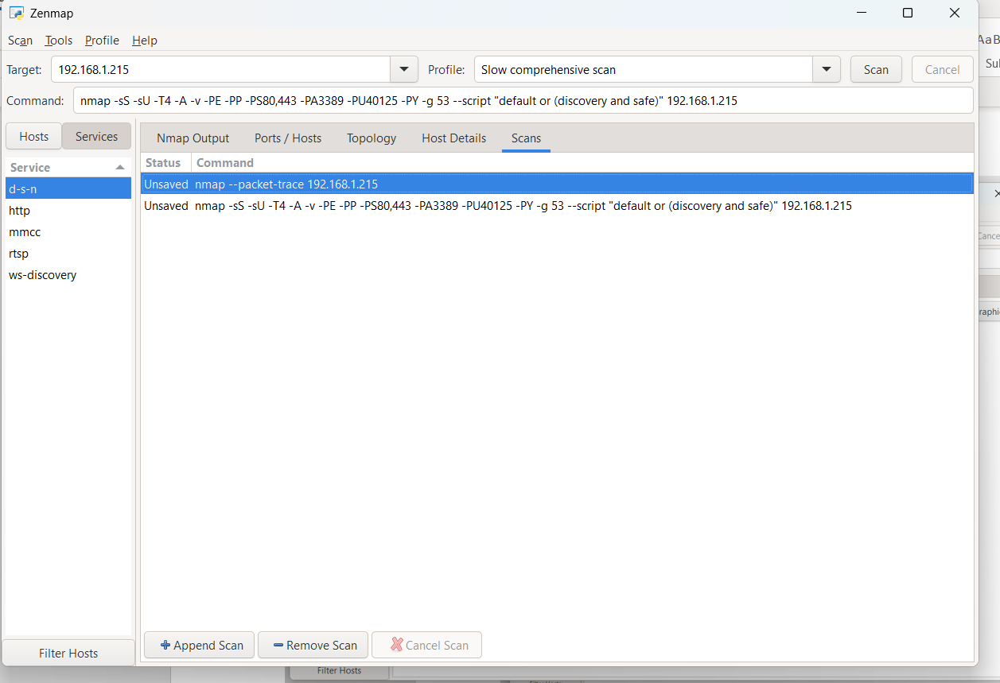 Zenmap
Scan Tools Profile Help
Target: 192.168.1.215 Profile: Slow comprehensive scan Scan Cancel
Command: nmap -sS -sU -T4 -A -v -PE -PP -PS80,443 -PA3389 -PU40125 -PY -g 53 --script "default or (discovery and safe)" 192.168.1.215
Hosts Services
Nmap Output Ports / Hosts Topology Host Details Scans
Service
Status Command
d-s-n
http
mmcc
rtsp
ws-discovery
Unsaved nmap --packet-trace 192.168.1.215
Unsaved nmap -sS -sU -T4 -A -v -PE -PP -PS80,443 -PA3389 -PU40125 -PY -g 53 --script "default or (discovery and safe)" 192.168.1.215
Append Scan Remove Scan Cancel Scan
Filter Hosts
Filter Hosts
AaB